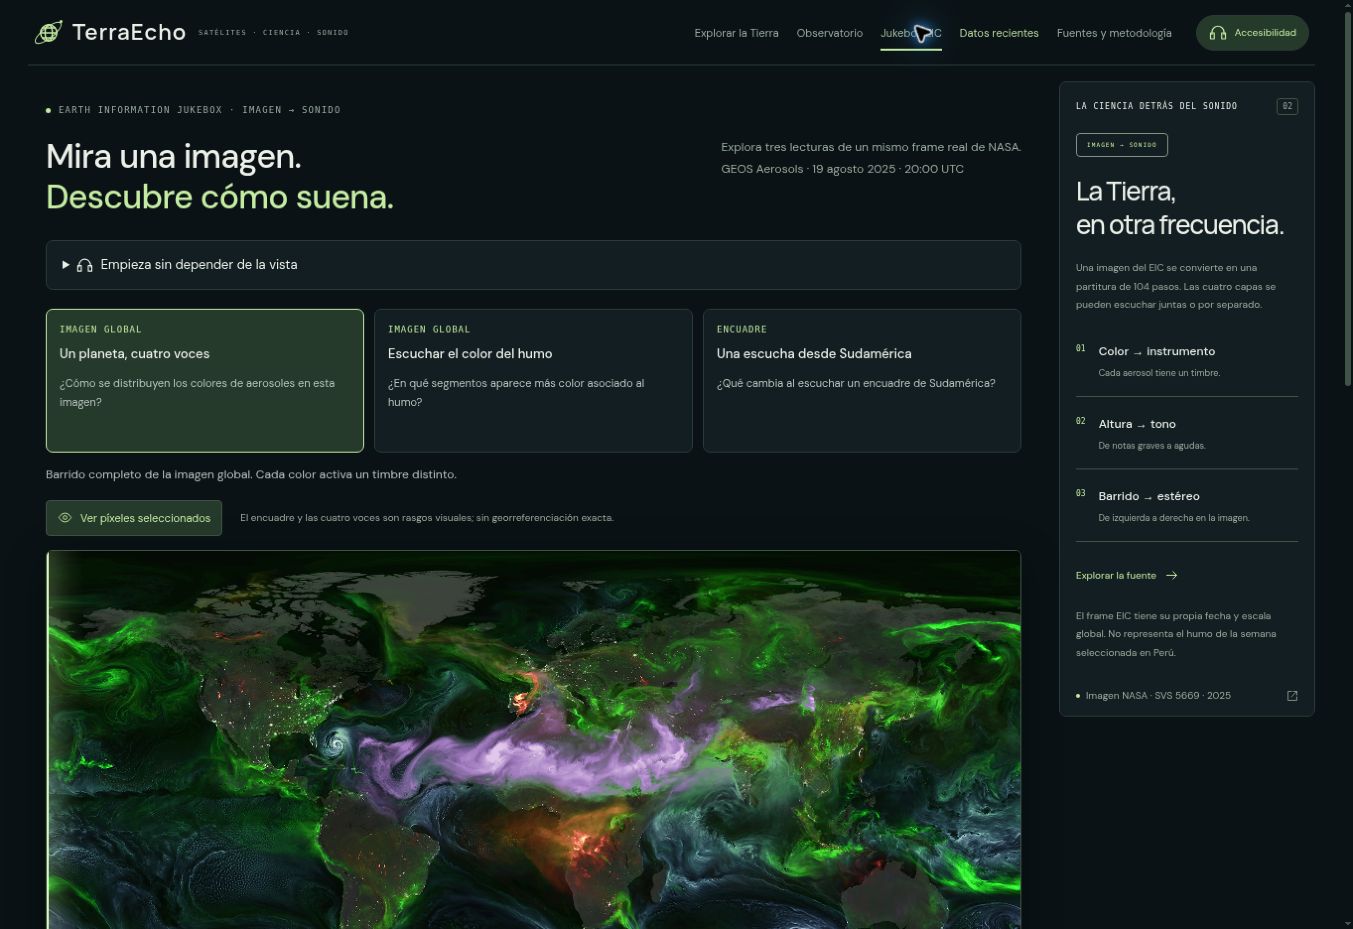 TerraEcho
SATÉLITES · CIENCIA · SONIDO
Explorar la Tierra
Observatorio
Datos recientes
Fuentes y metodología
Accesibilidad
EARTH INFORMATION JUKEBOX · IMAGEN → SONIDO
Mira una imagen.
Descubre cómo suena.
Explora tres lecturas de un mismo frame real de NASA.
GEOS Aerosols · 19 agosto 2025 · 20:00 UTC
Empieza sin depender de la vista
IMAGEN GLOBAL
Un planeta, cuatro voces
¿Cómo se distribuyen los colores de aerosoles en esta
imagen?
IMAGEN GLOBAL
Escuchar el color del humo
¿En qué segmentos aparece más color asociado al
humo?
ENCUADRE
Una escucha desde Sudamérica
¿Qué cambia al escuchar un encuadre de Sudamérica?
Barrido completo de la imagen global. Cada color activa un timbre distinto.
Ver píxeles seleccionados
El encuadre y las cuatro voces son rasgos visuales; sin georreferenciación exacta.
LA CIENCIA DETRÁS DEL SONIDO
02
IMAGEN → SONIDO
La Tierra,
en otra frecuencia.
Una imagen del EIC se convierte en una
partitura de 104 pasos. Las cuatro capas se
pueden escuchar juntas o por separado.
01 Color → instrumento
Cada aerosol tiene un timbre.
02 Altura → tono
De notas graves a agudas.
03 Barrido → estéreo
De izquierda a derecha en la imagen.
Explorar la fuente →
El frame EIC tiene su propia fecha y escala
global. No representa el humo de la semana
seleccionada en Perú.
Imagen NASA · SVS 5669 · 2025